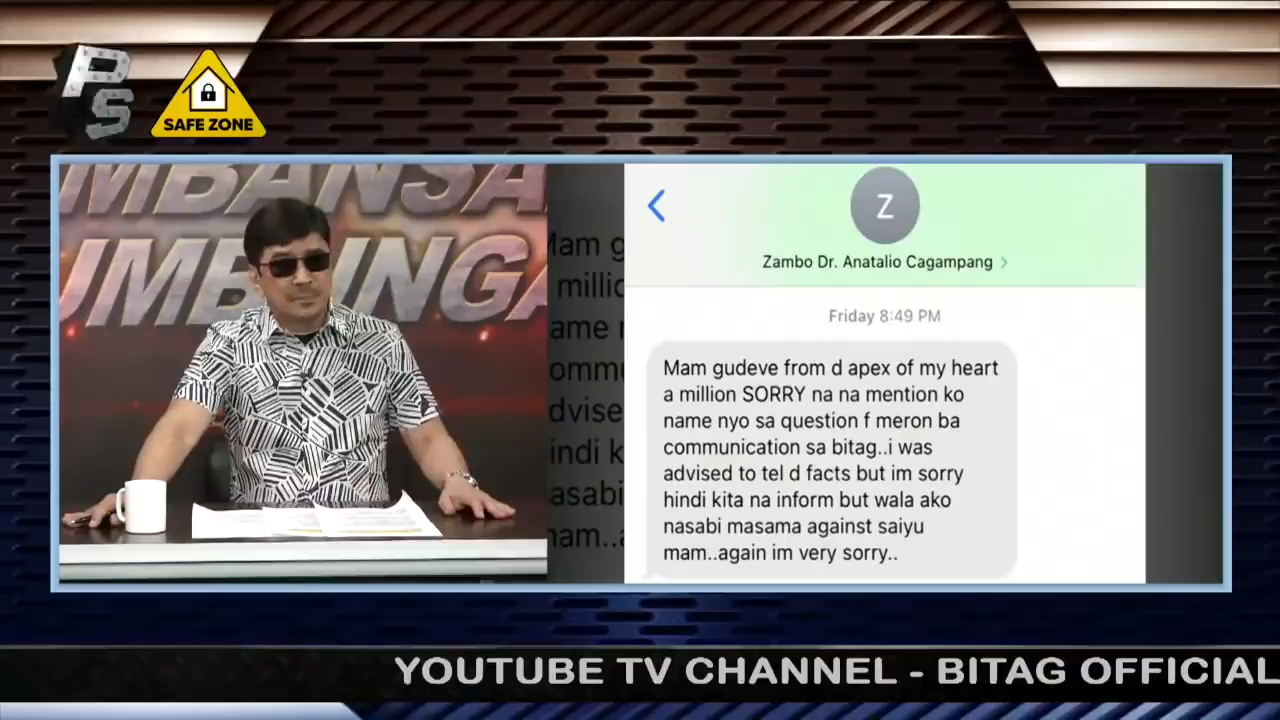 PS
SAFE ZONE
MBANSA
UMBUNGA
Z
Zambo Dr. Anatalio Cagampang
Friday 8:49 PM
Mam gudeve from d apex of my heart
a million SORRY na na mention ko
name nyo sa question f meron ba
communication sa bitag..i was
advised to tel d facts but im sorry
hindi kita na inform but wala ako
nasabi masama against saiyu
mam..again im very sorry..
YOUTUBE TV CHANNEL - BITAG OFFICIAL